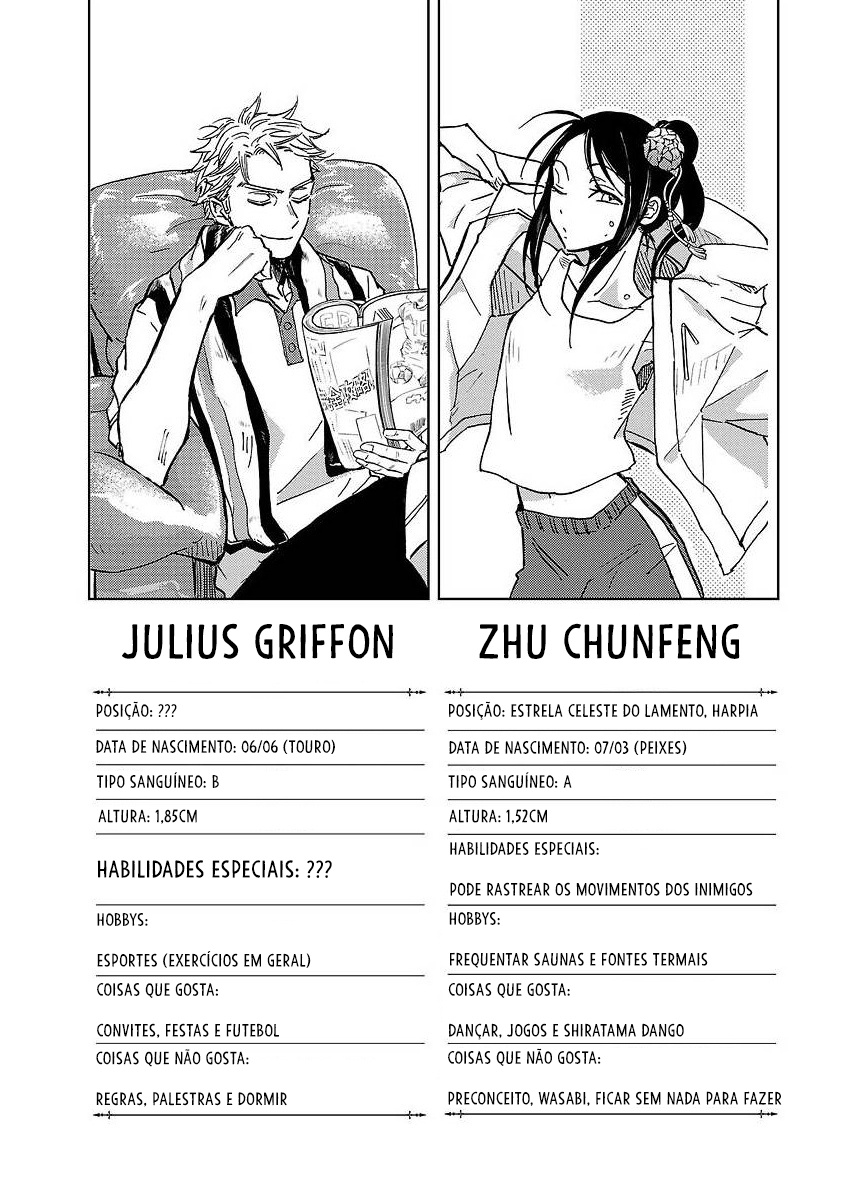 JULIUS GRIFFON
POSIÇÃO: ???
DATA DE NASCIMENTO: 06/06 (TOURO)
TIPO SANGUÍNEO: B
ALTURA: 1,85CM
HABILIDADES ESPECIAIS: ???
HOBBYS:
ESPORTES (EXERCÍCIOS EM GERAL)
COISAS QUE GOSTA:
CONVITES, FESTAS E FUTEBOL
COISAS QUE NÃO GOSTA:
REGRAS, PALESTRAS E DORMIR
ZHU CHUNFENG
POSIÇÃO: ESTRELA CELESTE DO LAMENTO, HARPIA
DATA DE NASCIMENTO: 07/03 (PEIXES)
TIPO SANGUÍNEO: A
ALTURA: 1,52CM
HABILIDADES ESPECIAIS:
PODE RASTREAR OS MOVIMENTOS DOS INIMIGOS
HOBBYS:
FREQUENTAR SAUNAS E FONTES TERMAIS
COISAS QUE GOSTA:
DANÇAR, JOGOS E SHIRATAMA DANGO
COISAS QUE NÃO GOSTA:
PRECONCEITO, WASABI, FICAR SEM NADA PARA FAZER